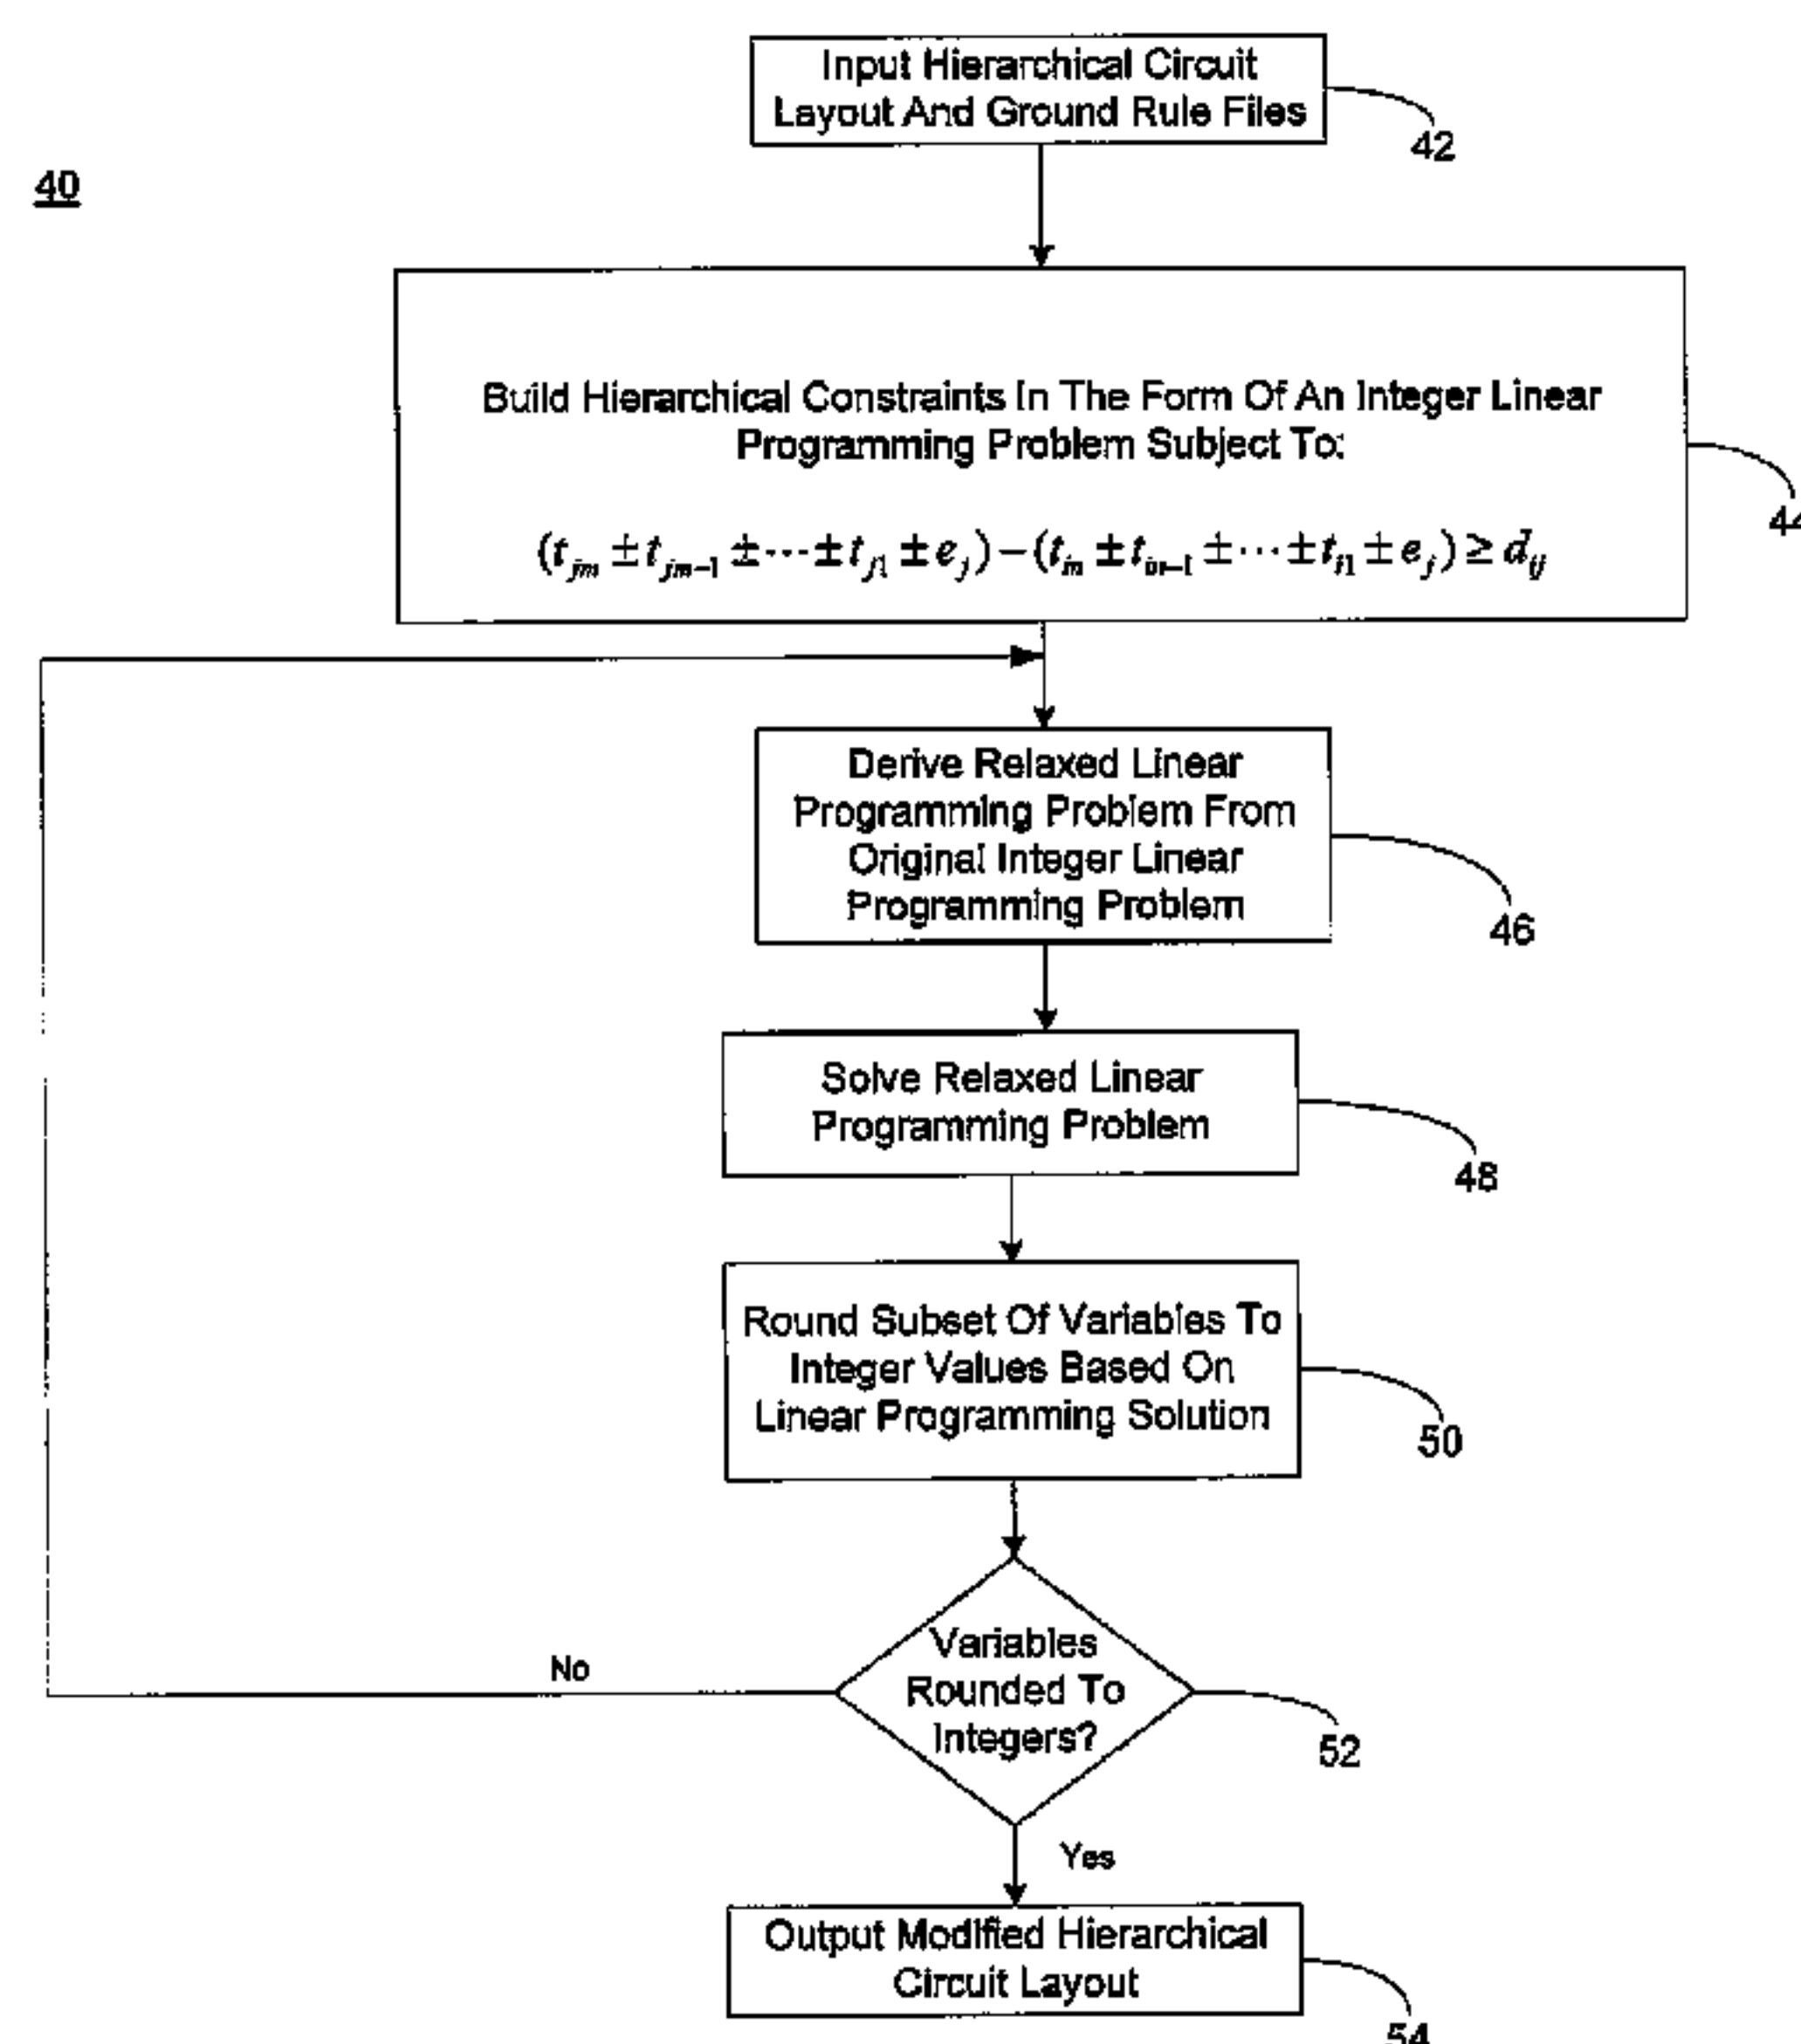 Input Hierarchical Circuit
Layout And Ground Rule Files
42
40
Build Hierarchical Constraints In The Form Of An Integer Linear
Programming Problem Subject To:
44
(t_jm ± t_jm-1 ± ⋯ ± t_j1 ± e_j) − (t_in ± t_in-1 ± ⋯ ± t_i1 ± e_j) ≥ d_ij
Derive Relaxed Linear
Programming Problem From
Original Integer Linear
Programming Problem
46
Solve Relaxed Linear
Programming Problem
48
Round Subset Of Variables To
Integer Values Based On
Linear Programming Solution
50
Variables
Rounded To
Integers?
No
52
Yes
Output Modified Hierarchical
Circuit Layout
54